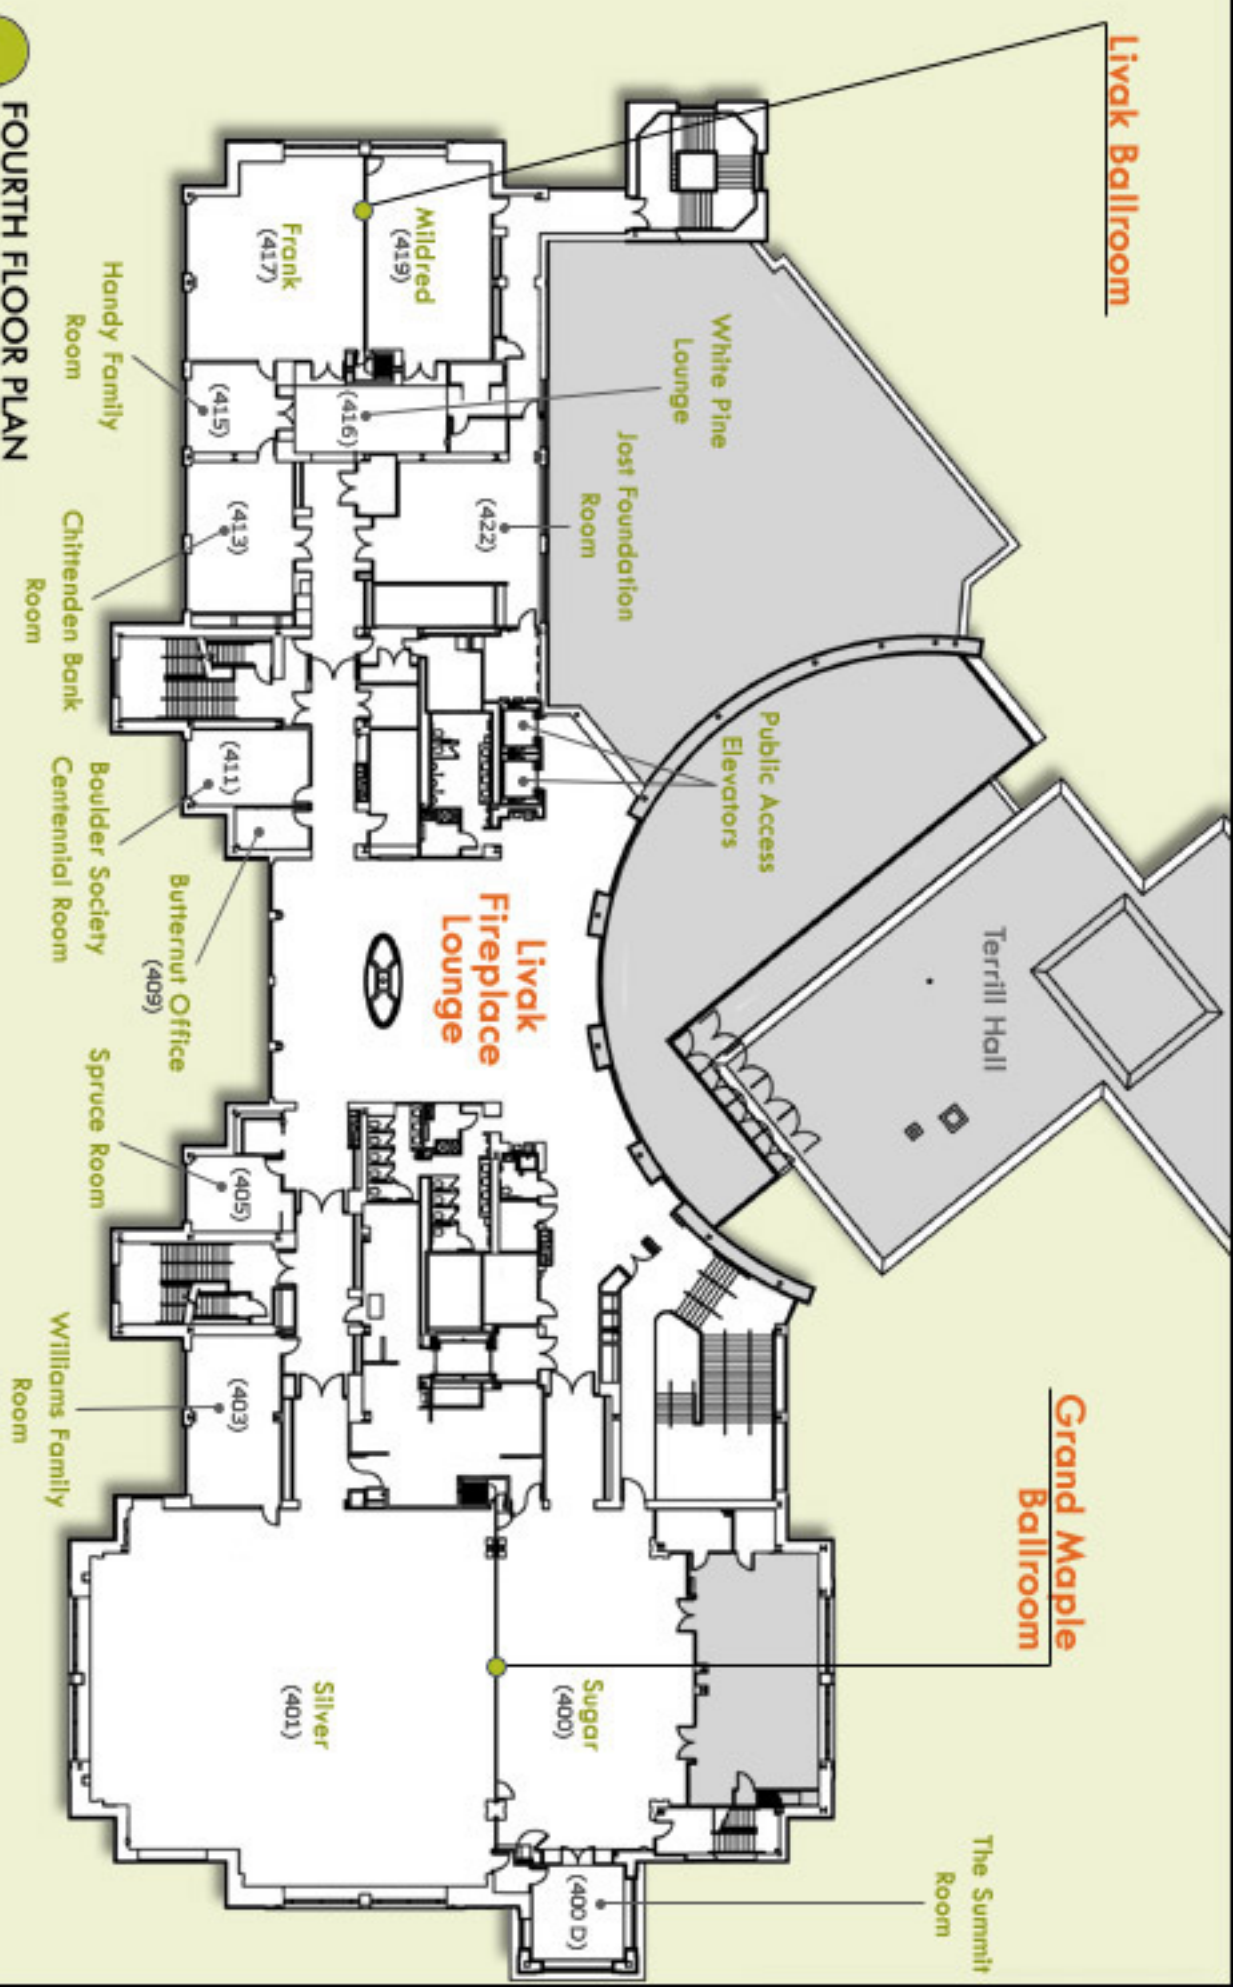 Livak Ballroom
Grand Maple
Ballroom
The Summit
Room
Terrill Hall
White Pine
Lounge
Jost Foundation
Room
Public Access
Elevators
Livak
Fireplace
Lounge
Mildred
(419)
Frank
(417)
(416)
(415)
(422)
(413)
(411)
(405)
(403)
Sugar
(400)
Silver
(401)
(400 D)
Handy Family
Room
Chittenden Bank
Room
Boulder Society
Centennial Room
Butternut Office
(409)
Spruce Room
Williams Family
Room
FOURTH FLOOR PLAN